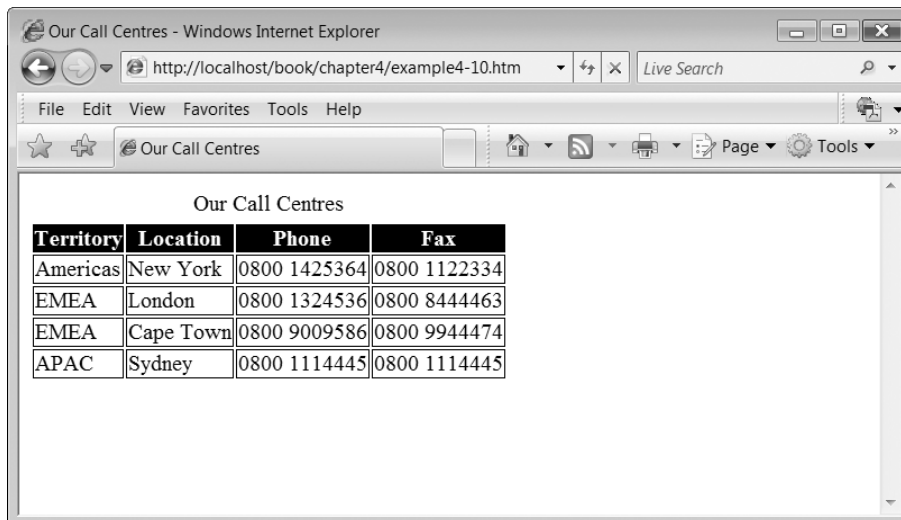 Our Call Centres - Windows Internet Explorer
http://localhost/book/chapter4/example4-10.htm Live Search
File Edit View Favorites Tools Help
Our Call Centres Page Tools
Our Call Centres
Territory Location Phone Fax
Americas New York 0800 1425364 0800 1122334
EMEA London 0800 1324536 0800 8444463
EMEA Cape Town 0800 9009586 0800 9944474
APAC Sydney 0800 1114445 0800 1114445